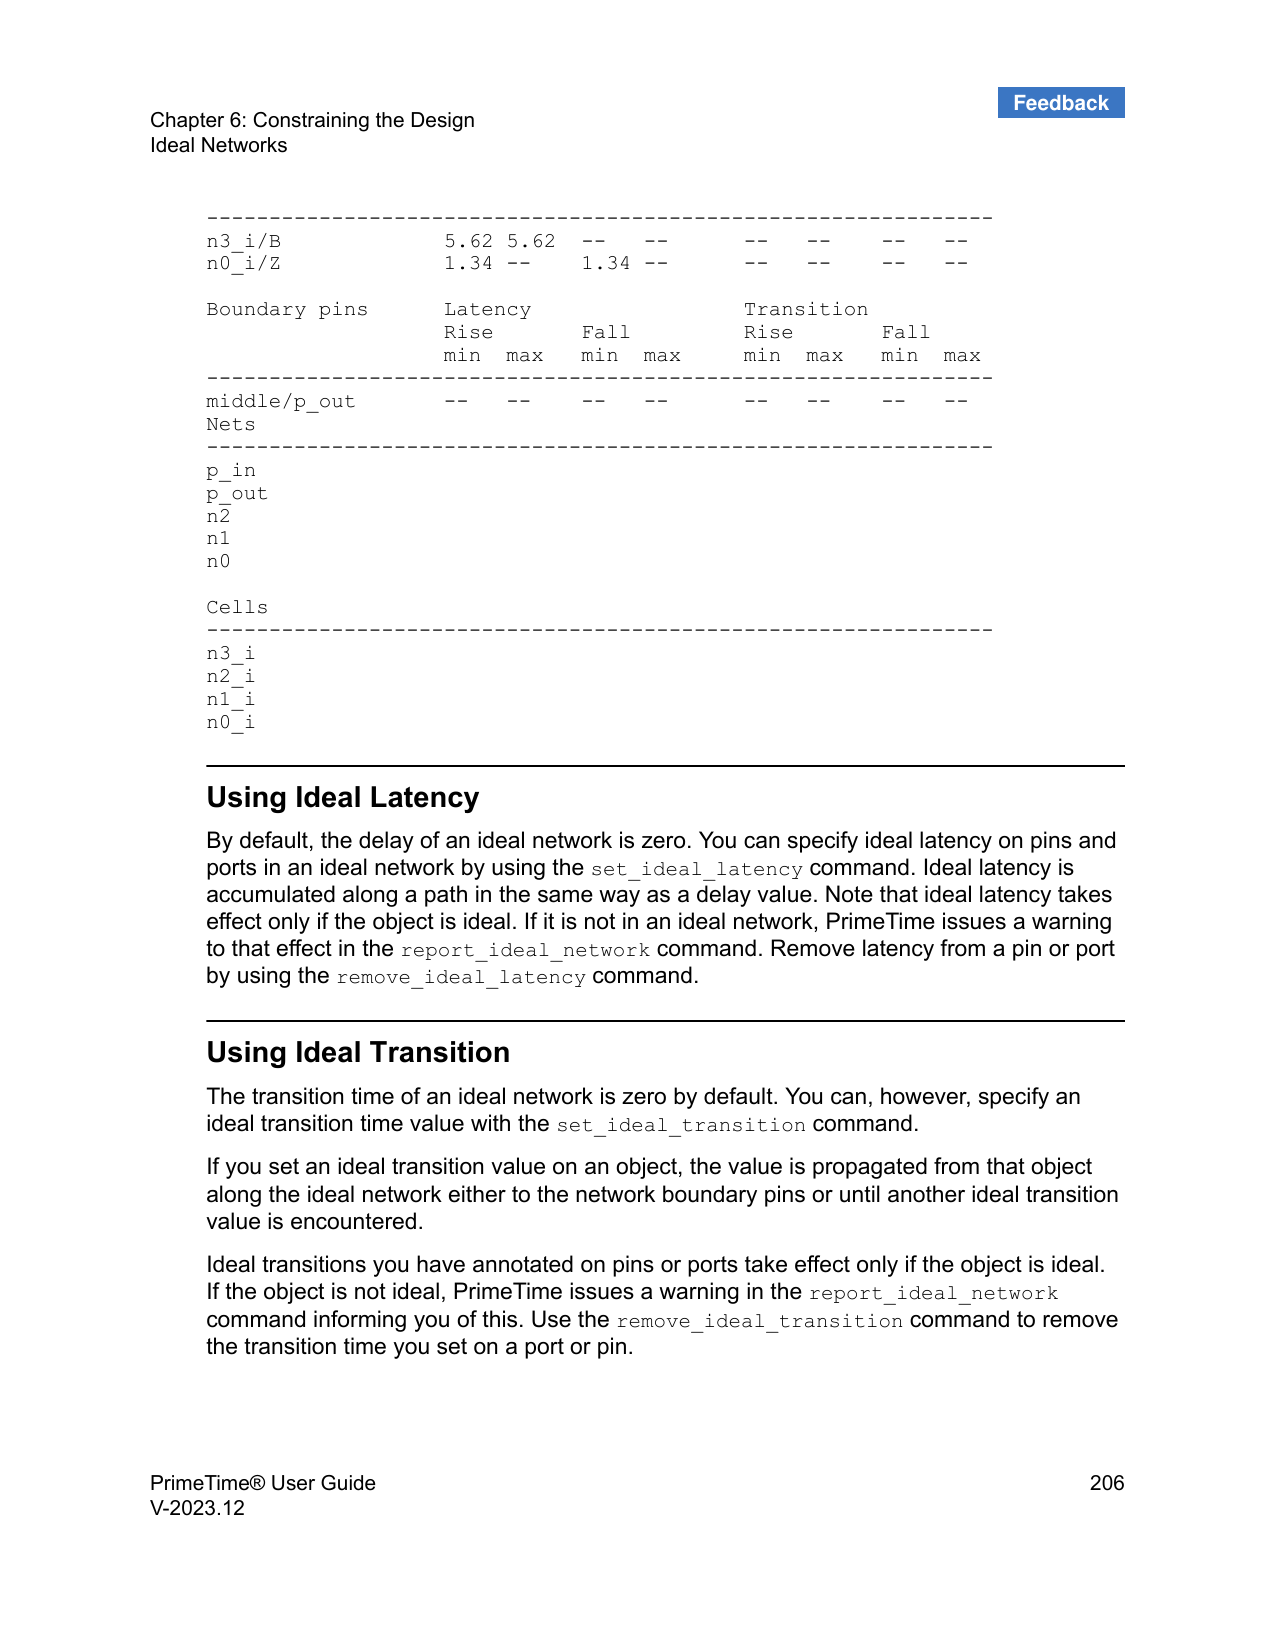 Feedback
Chapter 6: Constraining the Design
Ideal Networks
---------------------------------------------------------------
n3_i/B             5.62 5.62  --   --      --   --    --   --
n0_i/Z             1.34 --    1.34 --      --   --    --   --
Boundary pins      Latency                 Transition
                   Rise       Fall         Rise       Fall
                   min  max   min  max     min  max   min  max
---------------------------------------------------------------
middle/p_out       --   --    --   --      --   --    --   --
Nets
---------------------------------------------------------------
p_in
p_out
n2
n1
n0
Cells
---------------------------------------------------------------
n3_i
n2_i
n1_i
n0_i
Using Ideal Latency
By default, the delay of an ideal network is zero. You can specify ideal latency on pins and
ports in an ideal network by using the set_ideal_latency command. Ideal latency is
accumulated along a path in the same way as a delay value. Note that ideal latency takes
effect only if the object is ideal. If it is not in an ideal network, PrimeTime issues a warning
to that effect in the report_ideal_network command. Remove latency from a pin or port
by using the remove_ideal_latency command.
Using Ideal Transition
The transition time of an ideal network is zero by default. You can, however, specify an
ideal transition time value with the set_ideal_transition command.
If you set an ideal transition value on an object, the value is propagated from that object
along the ideal network either to the network boundary pins or until another ideal transition
value is encountered.
Ideal transitions you have annotated on pins or ports take effect only if the object is ideal.
If the object is not ideal, PrimeTime issues a warning in the report_ideal_network
command informing you of this. Use the remove_ideal_transition command to remove
the transition time you set on a port or pin.
PrimeTime® User Guide 206
V-2023.12